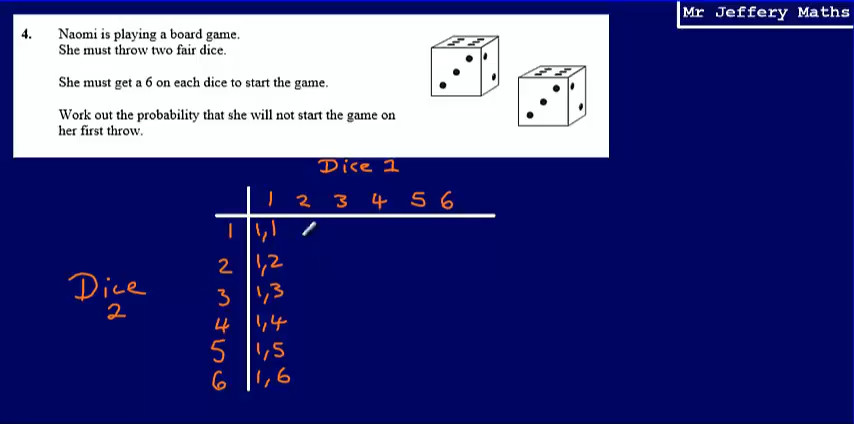 Mr Jeffery Maths
4. Naomi is playing a board game.
She must throw two fair dice.
She must get a 6 on each dice to start the game.
Work out the probability that she will not start the game on
her first throw.
Dice 1
1 2 3 4 5 6
1 1,1
2 1,2
Dice
3 1,3
2
4 1,4
5 1,5
6 1,6